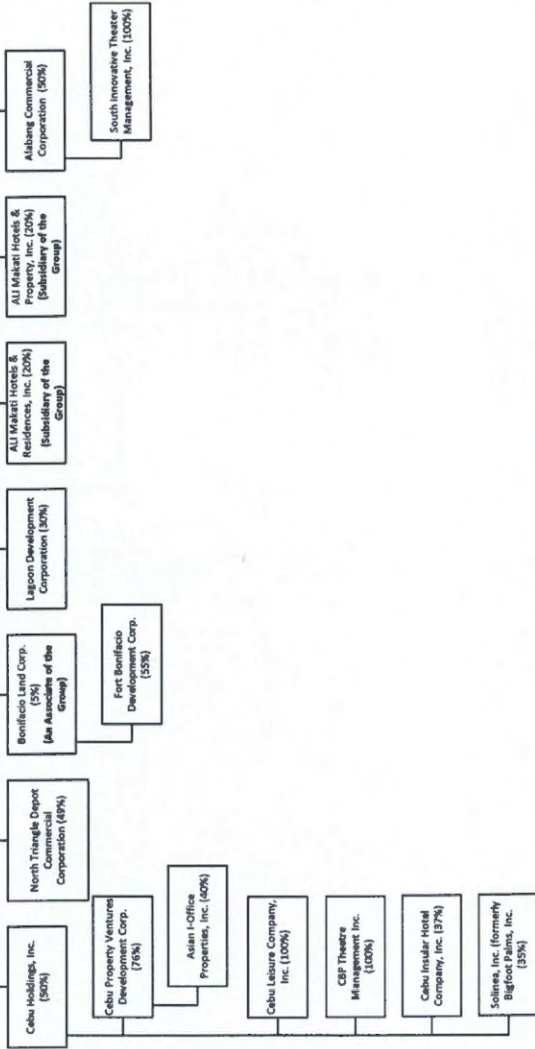 Cebu Holdings, Inc.
(50%)
North Triangle Depot
Commercial
Corporation (49%)
Bonifacio Land Corp.
(5%)
(An Associate of the
Group)
Lagoon Development
Corporation (30%)
ALI Makati Hotels &
Residences, Inc. (20%)
(Subsidiary of the
Group)
ALI Makati Hotels &
Property, Inc. (20%)
(Subsidiary of the
Group)
Alabang Commercial
Corporation (50%)
Cebu Property Ventures
Development Corp.
(76%)
Asian I-Office
Properties, Inc. (40%)
Cebu Leisure Company,
Inc. (100%)
CBP Theatre
Management Inc.
(100%)
Cebu Insular Hotel
Company, Inc. (37%)
Solinea, Inc. (formerly
Bigfoot Palms, Inc.
(35%)
Fort Bonifacio
Development Corp.
(55%)
South Innovative Theater
Management, Inc. (100%)